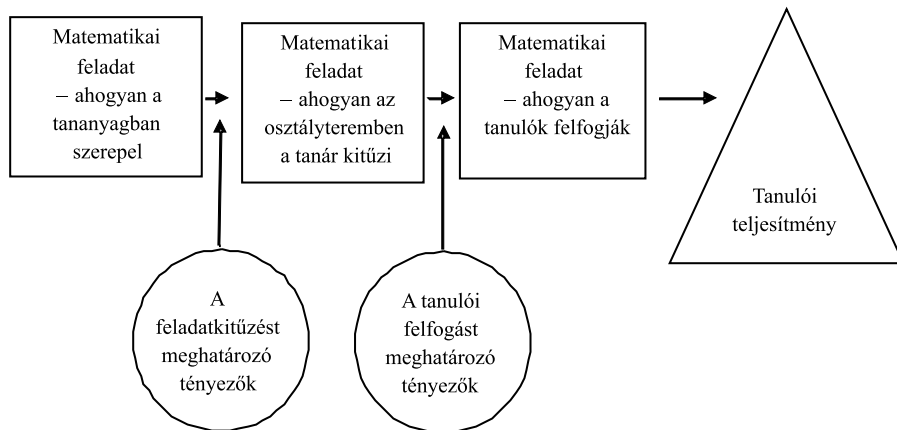 Matematikai
feladat
– ahogyan a
tananyagban
szerepel
Matematikai
feladat
– ahogyan az
osztályteremben
a tanár kitűzi
Matematikai
feladat
– ahogyan a
tanulók felfogják
Tanulói
teljesítmény
A
feladatkitűzést
meghatározó
tényezők
A tanulói
felfogást
meghatározó
tényezők